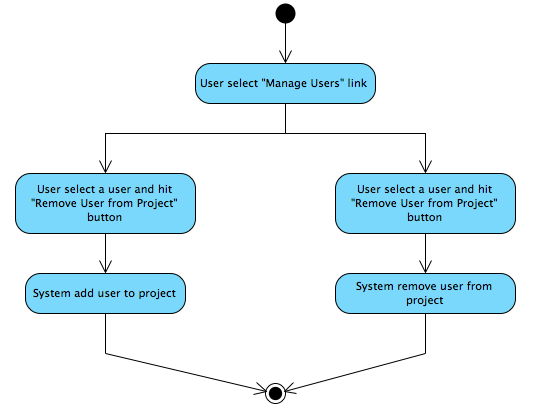 User select "Manage Users" link
User select a user and hit
"Remove User from Project"
button
User select a user and hit
"Remove User from Project"
button
System add user to project
System remove user from
project